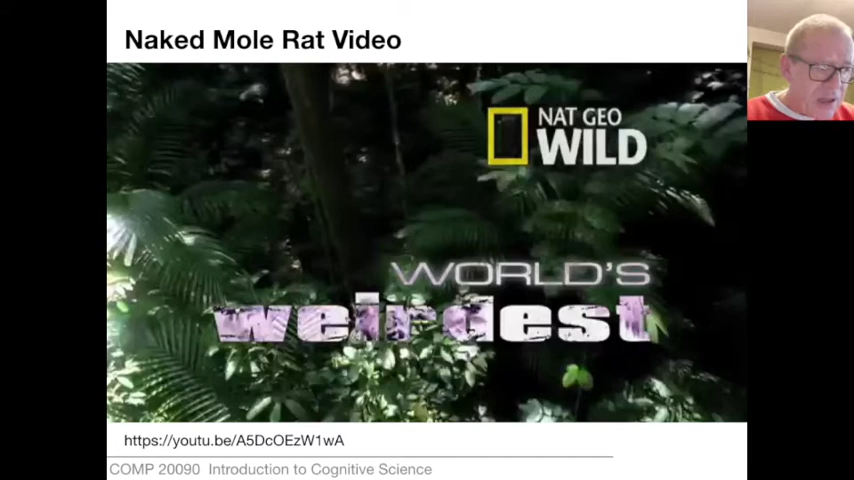 Naked Mole Rat Video
NAT GEO
WILD
WORLD'S
weirdest
https://youtu.be/A5DcOEzW1wA
COMP 20090 Introduction to Cognitive Science